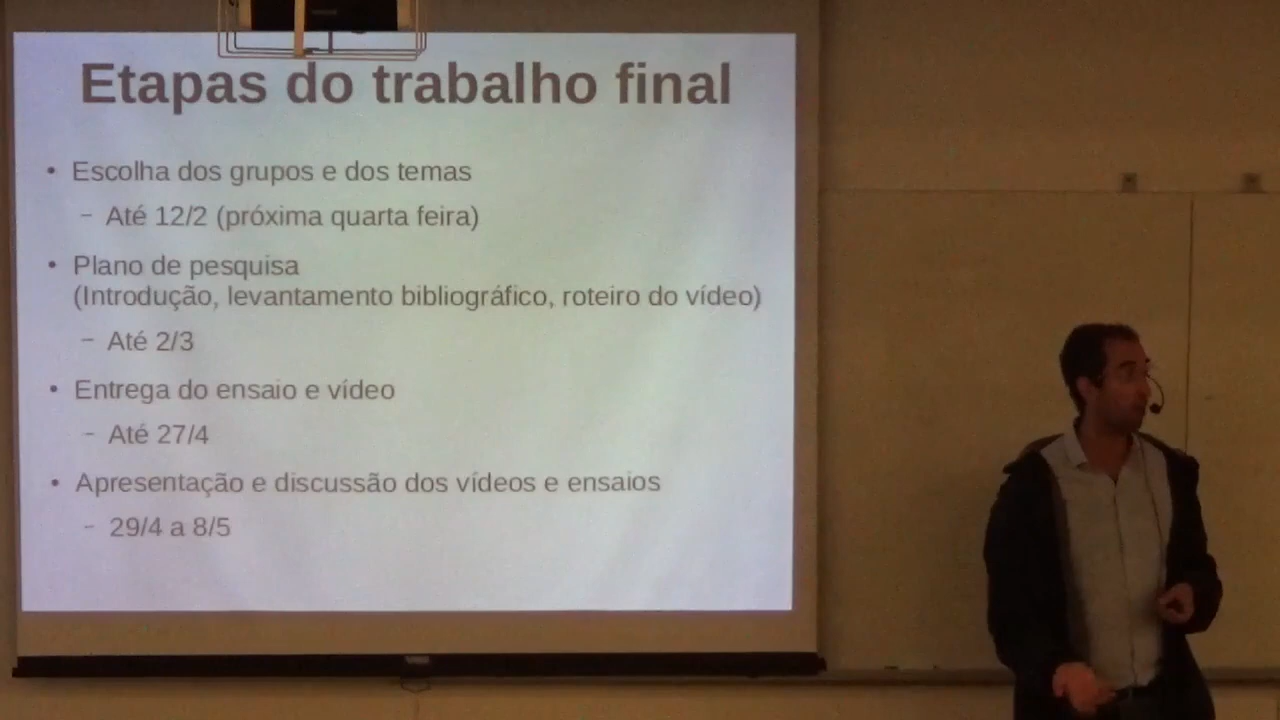 Etapas do trabalho final
• Escolha dos grupos e dos temas
– Até 12/2 (próxima quarta feira)
• Plano de pesquisa
(Introdução, levantamento bibliográfico, roteiro do vídeo)
– Até 2/3
• Entrega do ensaio e vídeo
– Até 27/4
• Apresentação e discussão dos vídeos e ensaios
– 29/4 a 8/5